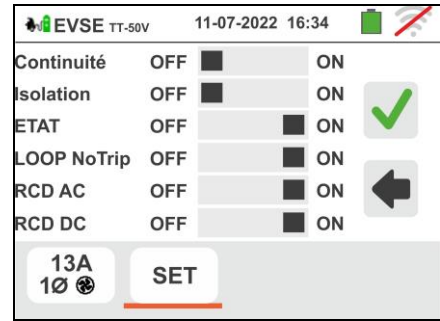 EVSE TT-50V 11-07-2022 16:34
Continuité OFF ON
Isolation OFF ON
ETAT OFF ON
LOOP NoTrip OFF ON
RCD AC OFF ON
RCD DC OFF ON
13A SET
1Ø